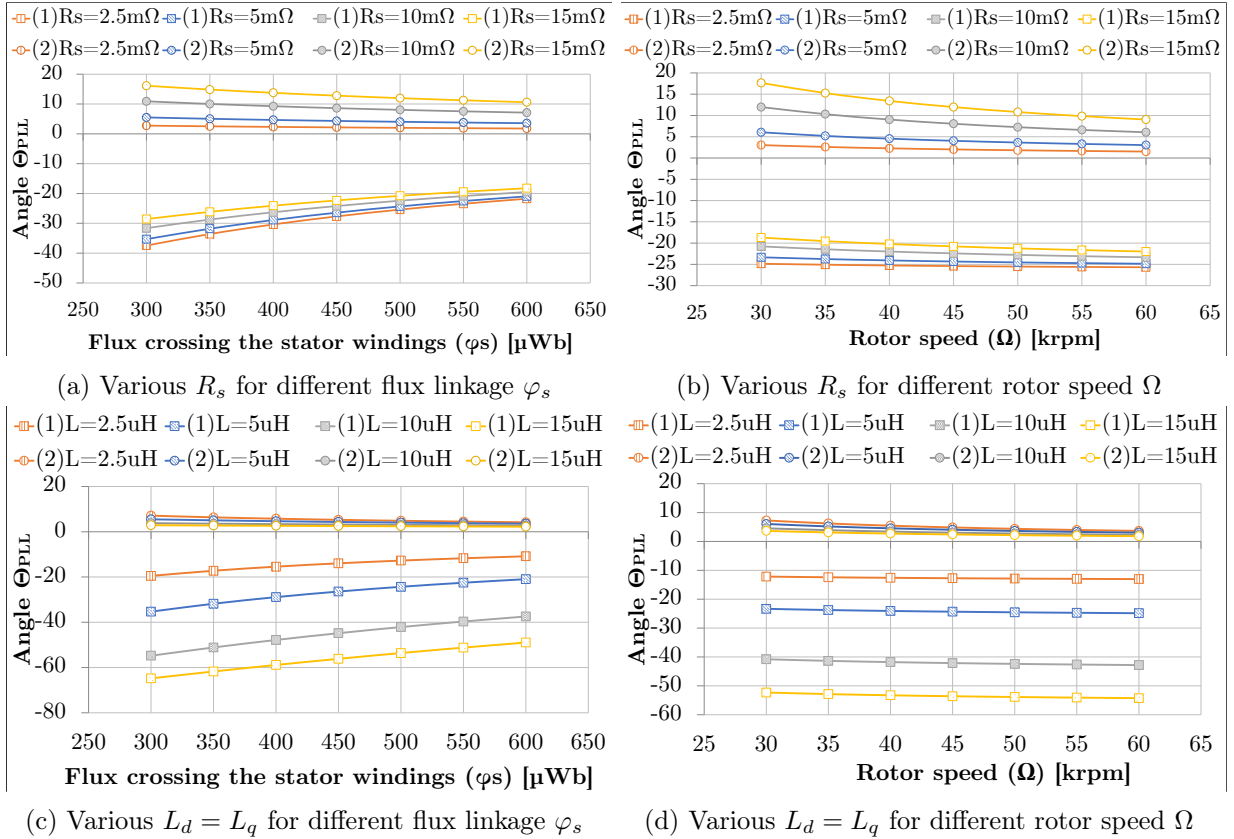 (1)Rs=2.5mΩ (1)Rs=5mΩ (1)Rs=10mΩ (1)Rs=15mΩ
(2)Rs=2.5mΩ (2)Rs=5mΩ (2)Rs=10mΩ (2)Rs=15mΩ
20
10
0
-10
-20
-30
-40
-50
Angle ΘPLL
250 300 350 400 450 500 550 600 650
Flux crossing the stator windings (φs) [µWb]
(a) Various Rs for different flux linkage φs
(1)Rs=2.5mΩ (1)Rs=5mΩ (1)Rs=10mΩ (1)Rs=15mΩ
(2)Rs=2.5mΩ (2)Rs=5mΩ (2)Rs=10mΩ (2)Rs=15mΩ
20
15
10
5
0
-5
-10
-15
-20
-25
-30
Angle ΘPLL
25 30 35 40 45 50 55 60 65
Rotor speed (Ω) [krpm]
(b) Various Rs for different rotor speed Ω
(1)L=2.5uH (1)L=5uH (1)L=10uH (1)L=15uH
(2)L=2.5uH (2)L=5uH (2)L=10uH (2)L=15uH
20
0
-20
-40
-60
-80
Angle ΘPLL
250 300 350 400 450 500 550 600 650
Flux crossing the stator windings (φs) [µWb]
(c) Various Ld = Lq for different flux linkage φs
(1)L=2.5uH (1)L=5uH (1)L=10uH (1)L=15uH
(2)L=2.5uH (2)L=5uH (2)L=10uH (2)L=15uH
20
10
0
-10
-20
-30
-40
-50
-60
Angle ΘPLL
25 30 35 40 45 50 55 60 65
Rotor speed (Ω) [krpm]
(d) Various Ld = Lq for different rotor speed Ω